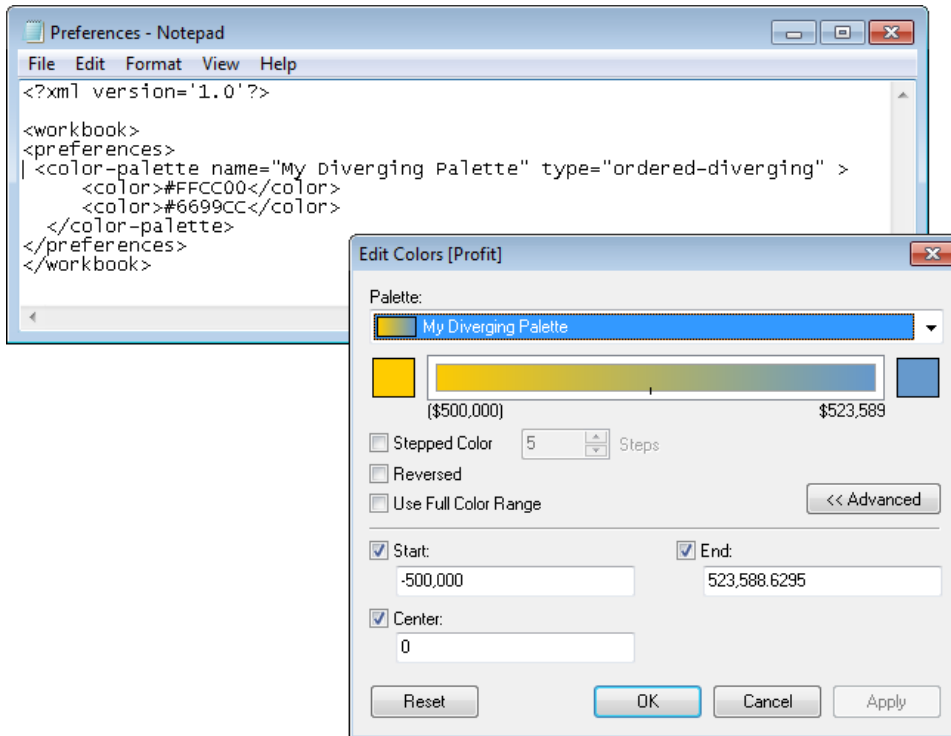 Preferences - Notepad
File Edit Format View Help
<?xml version='1.0'?>
<workbook>
<preferences>
<color-palette name="My Diverging Palette" type="ordered-diverging" >
<color>#FFCC00</color>
<color>#6699CC</color>
</color-palette>
</preferences>
</workbook>
Edit Colors [Profit]
Palette:
My Diverging Palette
($500,000) $523,589
Stepped Color 5 Steps
Reversed
Use Full Color Range << Advanced
Start: End:
-500,000 523,588.6295
Center:
0
Reset OK Cancel Apply